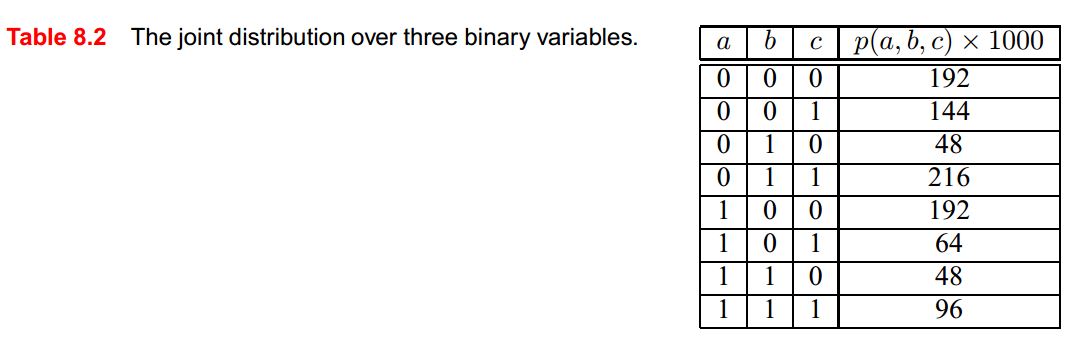 Table 8.2 The joint distribution over three binary variables.
a b c p(a, b, c) × 1000
0 0 0 192
0 0 1 144
0 1 0 48
0 1 1 216
1 0 0 192
1 0 1 64
1 1 0 48
1 1 1 96